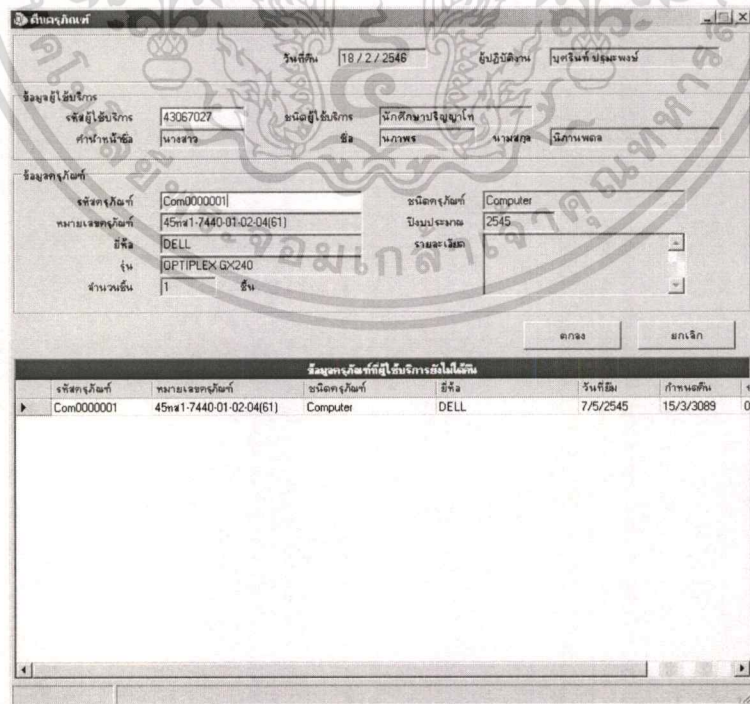 คืนครุภัณฑ์
วันที่คืน 18 / 2 / 2546 ผู้ปฏิบัติงาน บุศรินท์ ปฐมะพงษ์
ข้อมูลผู้ใช้บริการ
รหัสผู้ใช้บริการ 43067027 ชนิดผู้ใช้บริการ นักศึกษาปริญญาโท
คำนำหน้าชื่อ นางสาว ชื่อ นภาพร นามสกุล นิภานพดล
ข้อมูลครุภัณฑ์
รหัสครุภัณฑ์ Com0000001 ชนิดครุภัณฑ์ Computer
หมายเลขครุภัณฑ์ 45ทส1-7440-01-02-04(61) ปีงบประมาณ 2545
ยี่ห้อ DELL รายละเอียด
รุ่น OPTIPLEX GX240
จำนวนชิ้น 1 ชิ้น
ตกลง ยกเลิก
ข้อมูลครุภัณฑ์ที่ผู้ใช้บริการยังไม่ได้คืน
รหัสครุภัณฑ์ หมายเลขครุภัณฑ์ ชนิดครุภัณฑ์ ยี่ห้อ วันที่ยืม กำหนดคืน
Com0000001 45ทส1-7440-01-02-04(61) Computer DELL 7/5/2545 15/3/3089 0